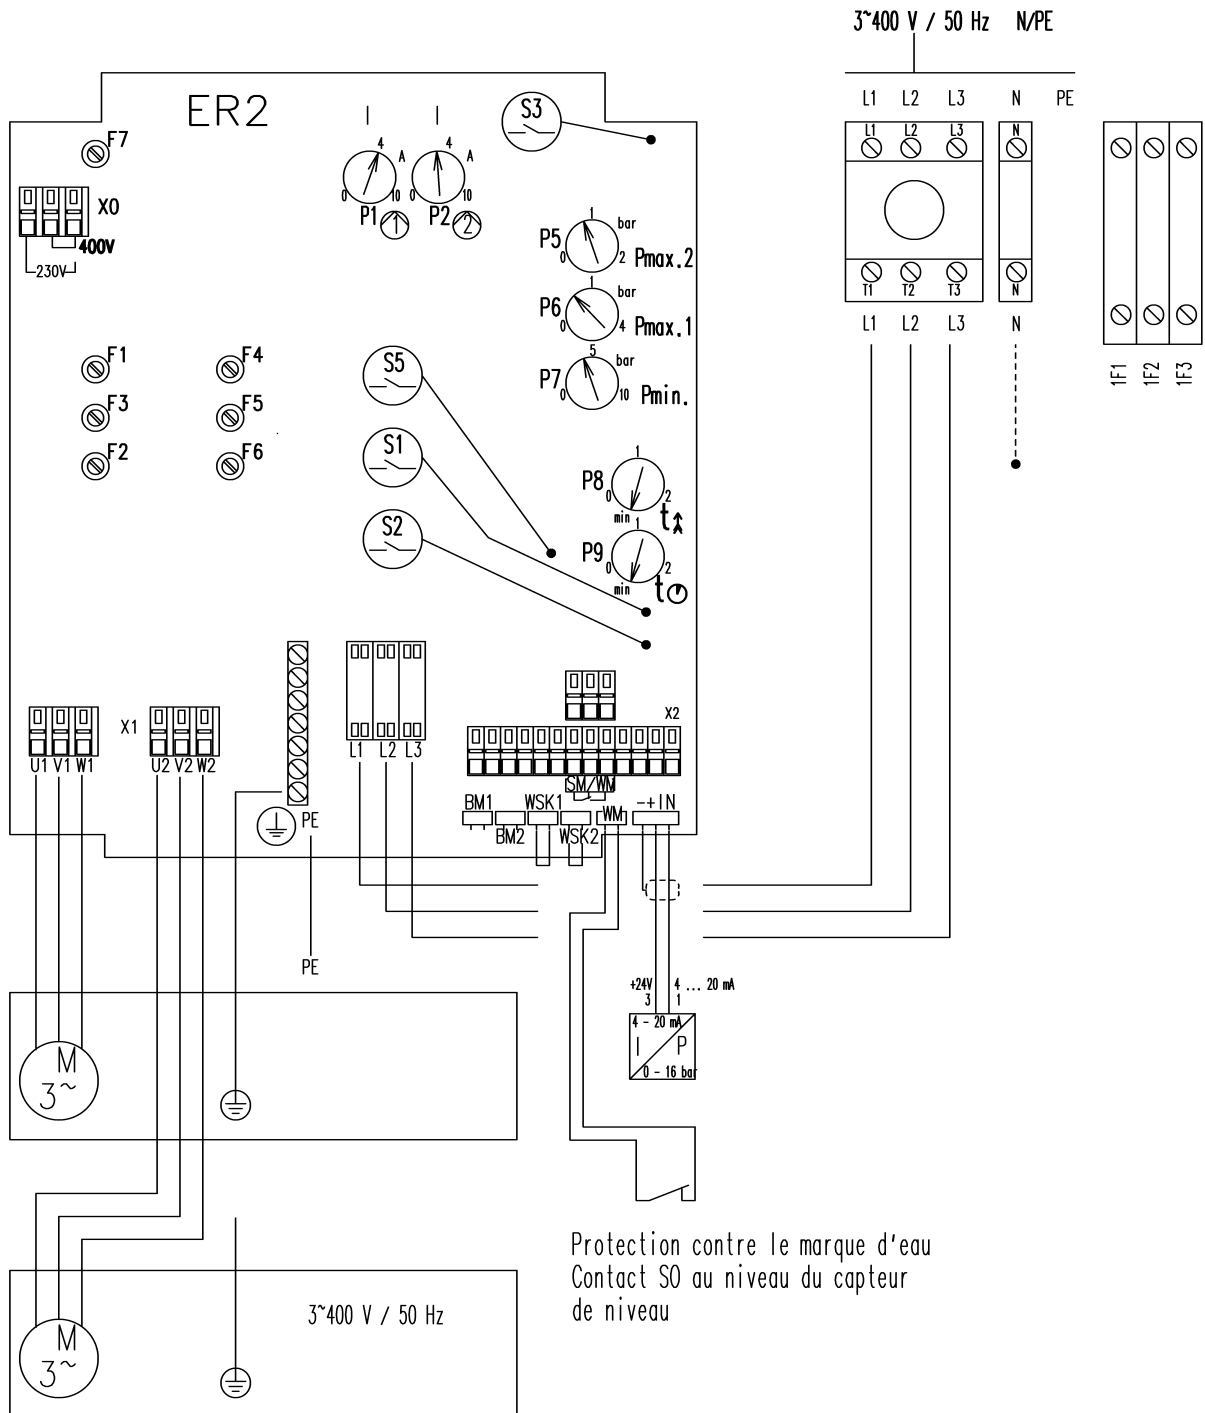 3~400 V / 50 Hz N/PE
L1 L2 L3 N PE
L1 L2 L3 N
T1 T2 T3 N
L1 L2 L3 N
1F1 1F2 1F3
ER2
S3
F7
X0
400V
230V
4 A
0 10
P1 1
4 A
0 10
P2 2
P5 1 bar
0 2 Pmax.2
P6 1 bar
0 4 Pmax.1
P7 5 bar
0 10 Pmin.
F1 F4
F3 F5
F2 F6
S5
S1
S2
P8 1
0 2
min t
P9 1
0 2
min t
X1
U1 V1 W1
U2 V2 W2
PE
PE
L1 L2 L3
X2
SM/WM
BM1 WSK1 WM -+IN
BM2 WSK2
+24V 4 ... 20 mA
3 1
4 - 20 mA
I P
0 - 16 bar
M
3~
Protection contre le marque d'eau
Contact SO au niveau du capteur
de niveau
3~400 V / 50 Hz
M
3~